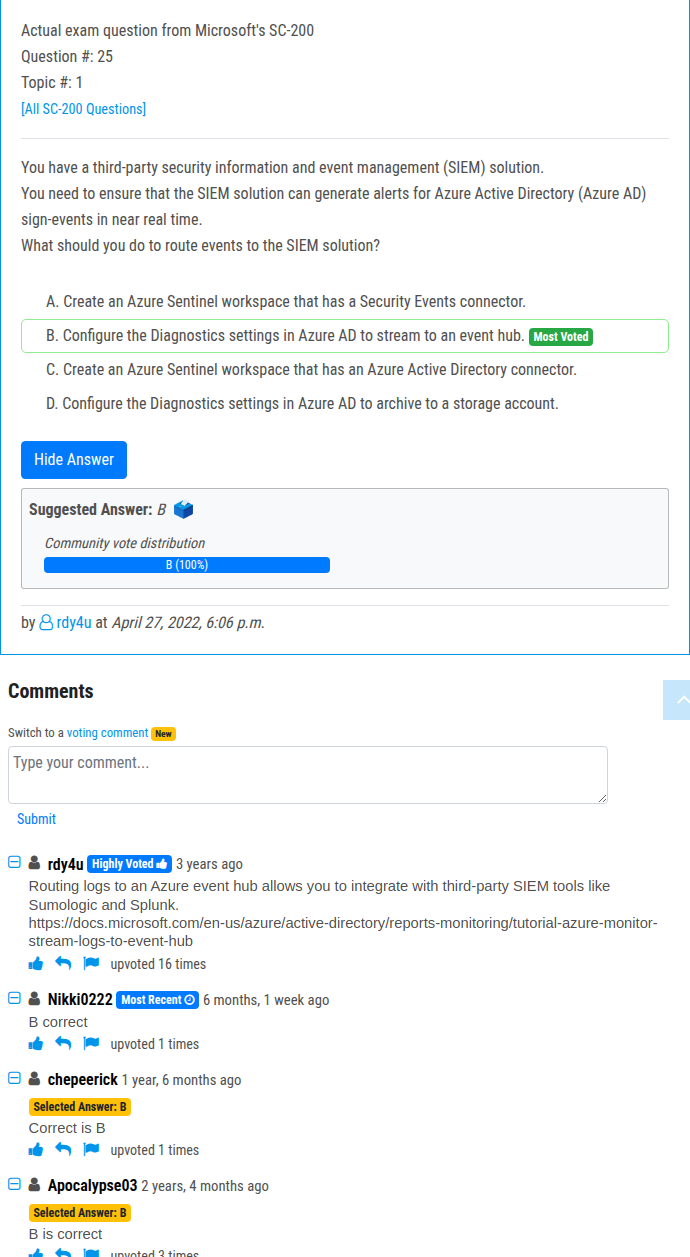 Actual exam question from Microsoft's SC-200
Question #: 25
Topic #: 1
[All SC-200 Questions]
You have a third-party security information and event management (SIEM) solution.
You need to ensure that the SIEM solution can generate alerts for Azure Active Directory (Azure AD)
sign-events in near real time.
What should you do to route events to the SIEM solution?
A. Create an Azure Sentinel workspace that has a Security Events connector.
B. Configure the Diagnostics settings in Azure AD to stream to an event hub. Most Voted
C. Create an Azure Sentinel workspace that has an Azure Active Directory connector.
D. Configure the Diagnostics settings in Azure AD to archive to a storage account.
Hide Answer
Suggested Answer: B
Community vote distribution
B (100%)
by rdy4u at April 27, 2022, 6:06 p.m.
Comments
Switch to a voting comment New
Type your comment...
Submit
rdy4u Highly Voted 3 years ago
Routing logs to an Azure event hub allows you to integrate with third-party SIEM tools like
Sumologic and Splunk.
https://docs.microsoft.com/en-us/azure/active-directory/reports-monitoring/tutorial-azure-monitor-
stream-logs-to-event-hub
upvoted 16 times
Nikki0222 Most Recent 6 months, 1 week ago
B correct
upvoted 1 times
chepeerick 1 year, 6 months ago
Selected Answer: B
Correct is B
upvoted 1 times
Apocalypse03 2 years, 4 months ago
Selected Answer: B
B is correct
upvoted 3 times